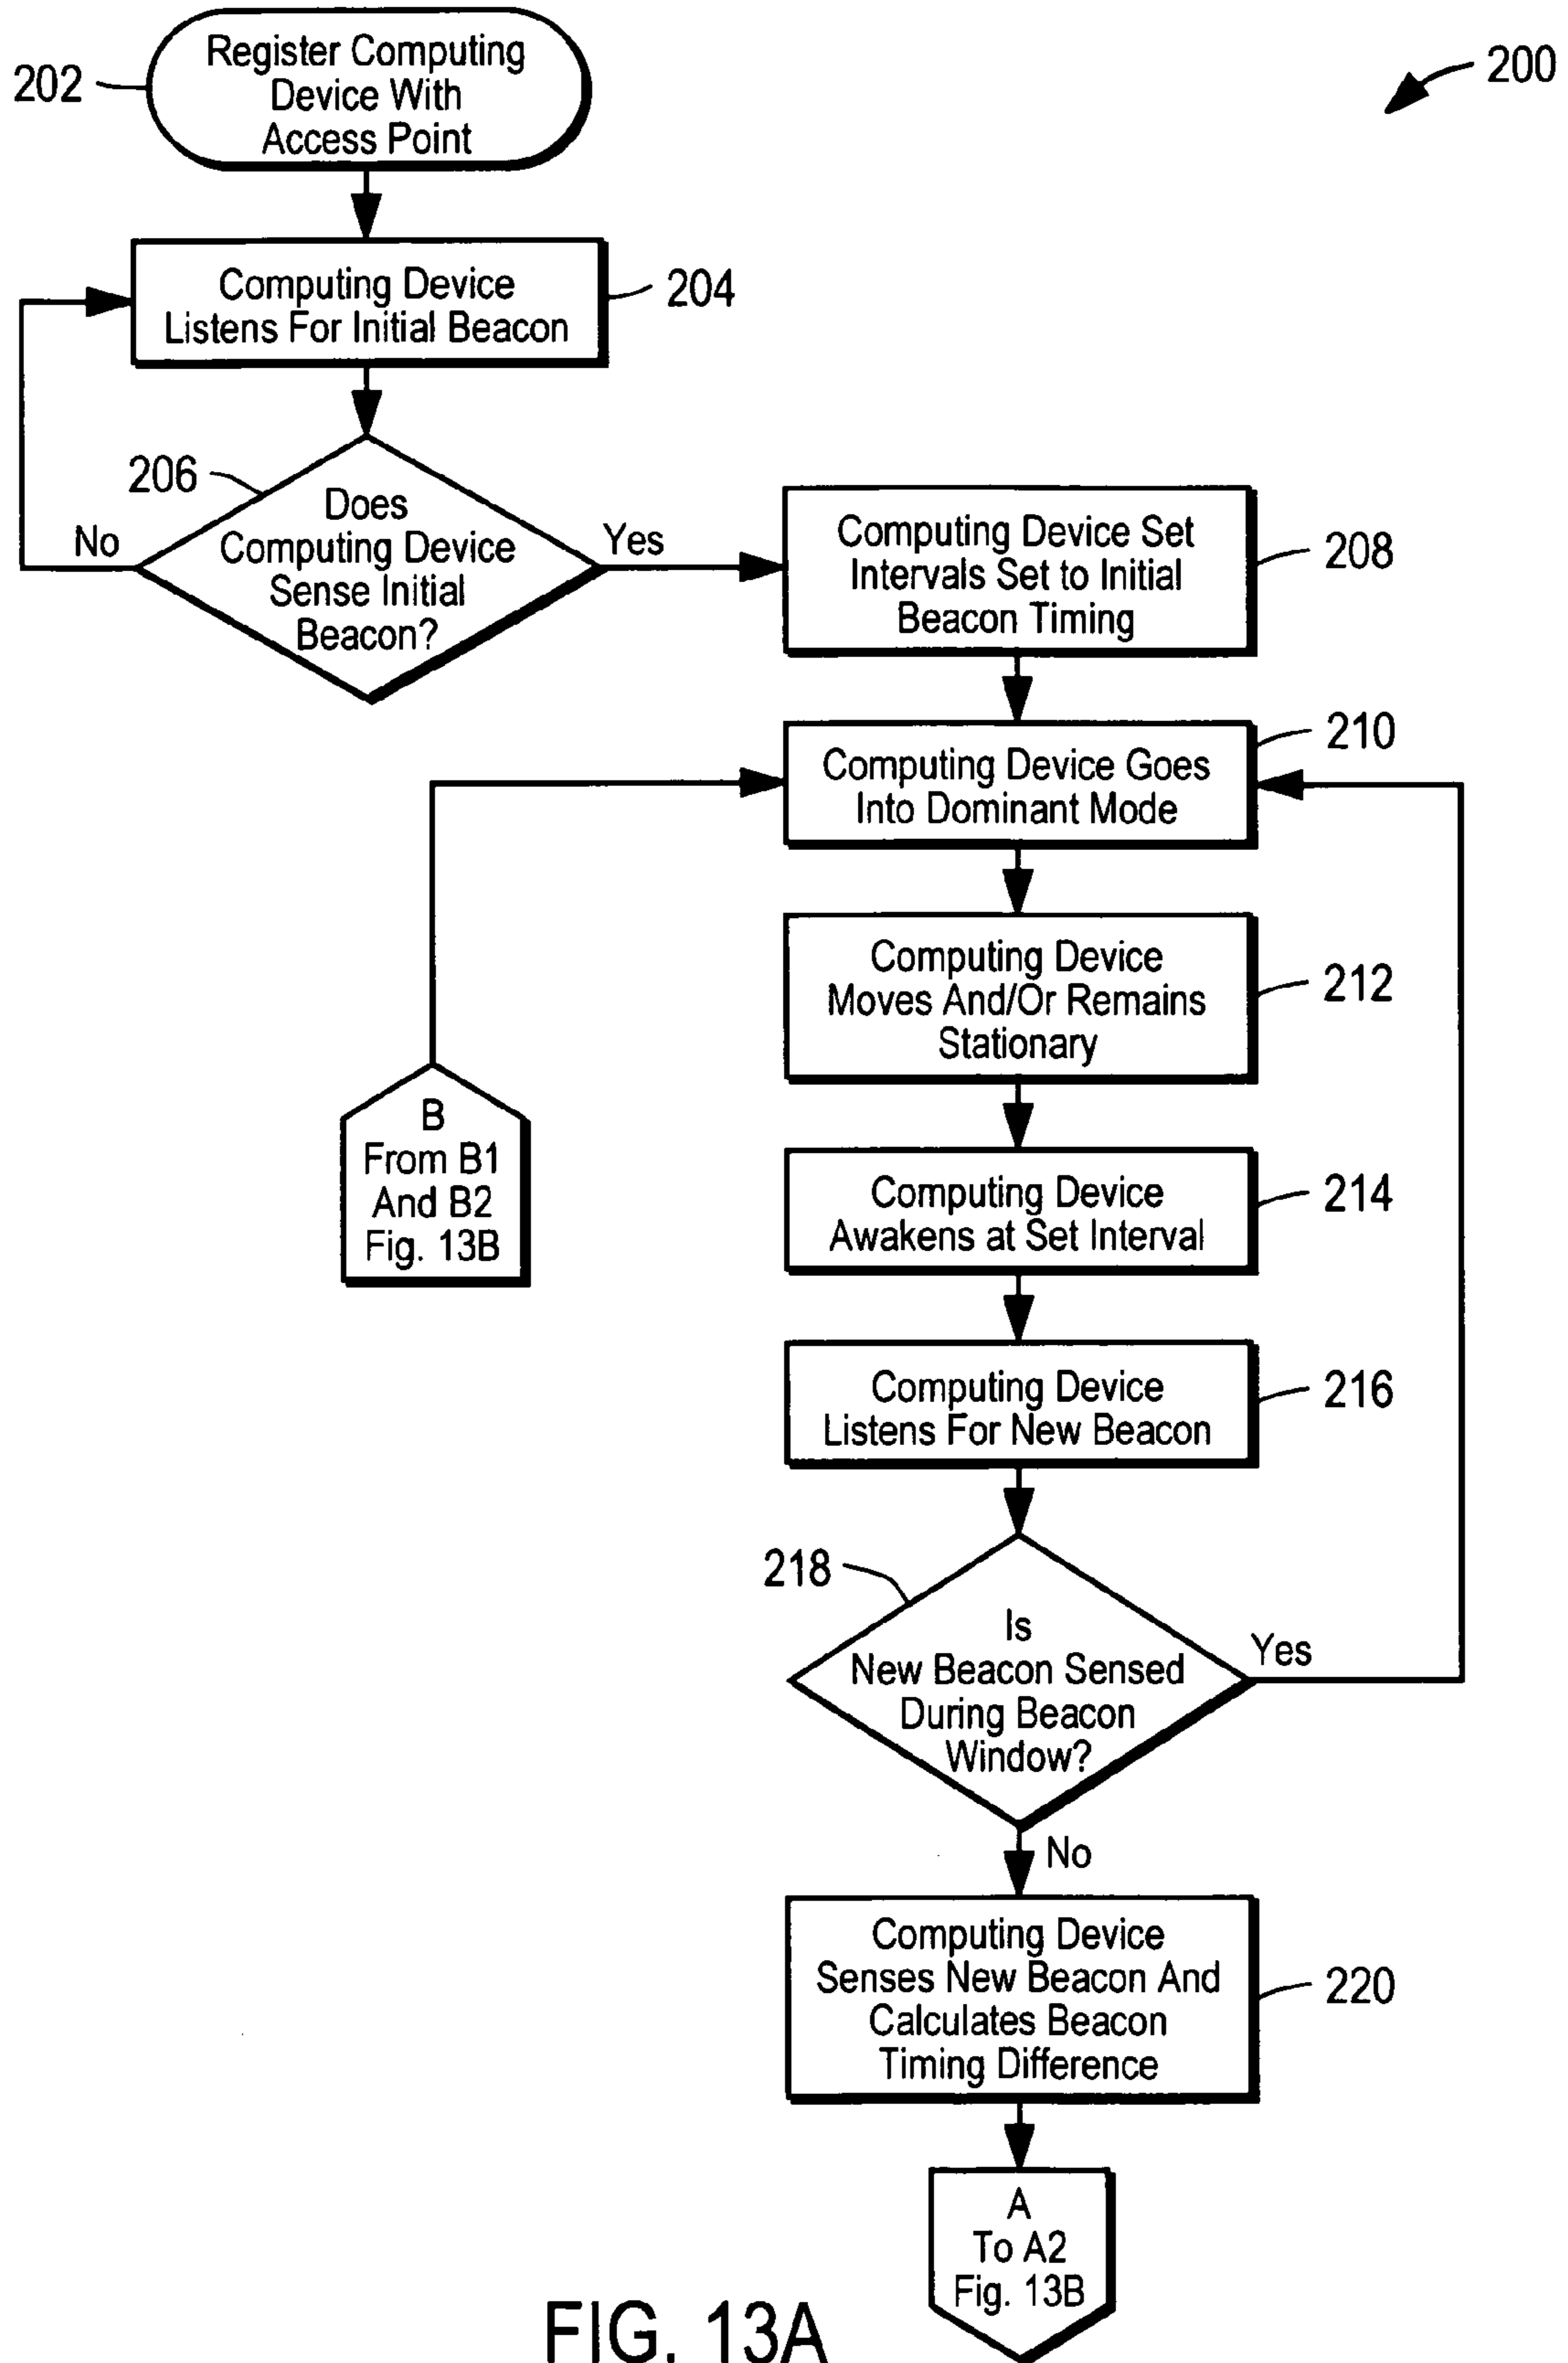 200
202
Register Computing
Device With
Access Point
Computing Device
Listens For Initial Beacon
204
206
Does
Computing Device
Sense Initial
Beacon?
No
Yes
Computing Device Set
Intervals Set to Initial
Beacon Timing
208
Computing Device Goes
Into Dominant Mode
210
Computing Device
Moves And/Or Remains
Stationary
212
B
From B1
And B2
Fig. 13B
Computing Device
Awakens at Set Interval
214
Computing Device
Listens For New Beacon
216
218
Is
New Beacon Sensed
During Beacon
Window?
Yes
No
Computing Device
Senses New Beacon And
Calculates Beacon
Timing Difference
220
A
To A2
Fig. 13B
FIG. 13A